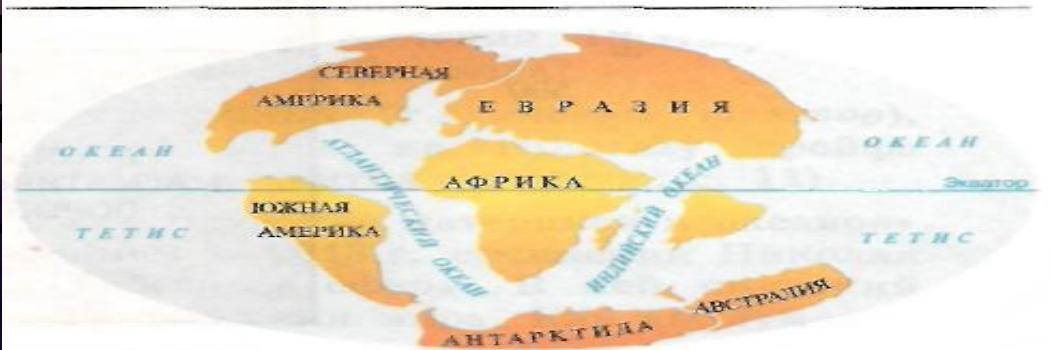 СЕВЕРНАЯ
АМЕРИКА
ЕВРАЗИЯ
ОКЕАН
ОКЕАН
АТЛАНТИЧЕСКИЙ ОКЕАН
АФРИКА
ИНДИЙСКИЙ ОКЕАН
Экватор
ЮЖНАЯ
АМЕРИКА
ТЕТИС
ТЕТИС
АВСТРАЛИЯ
АНТАРКТИДА